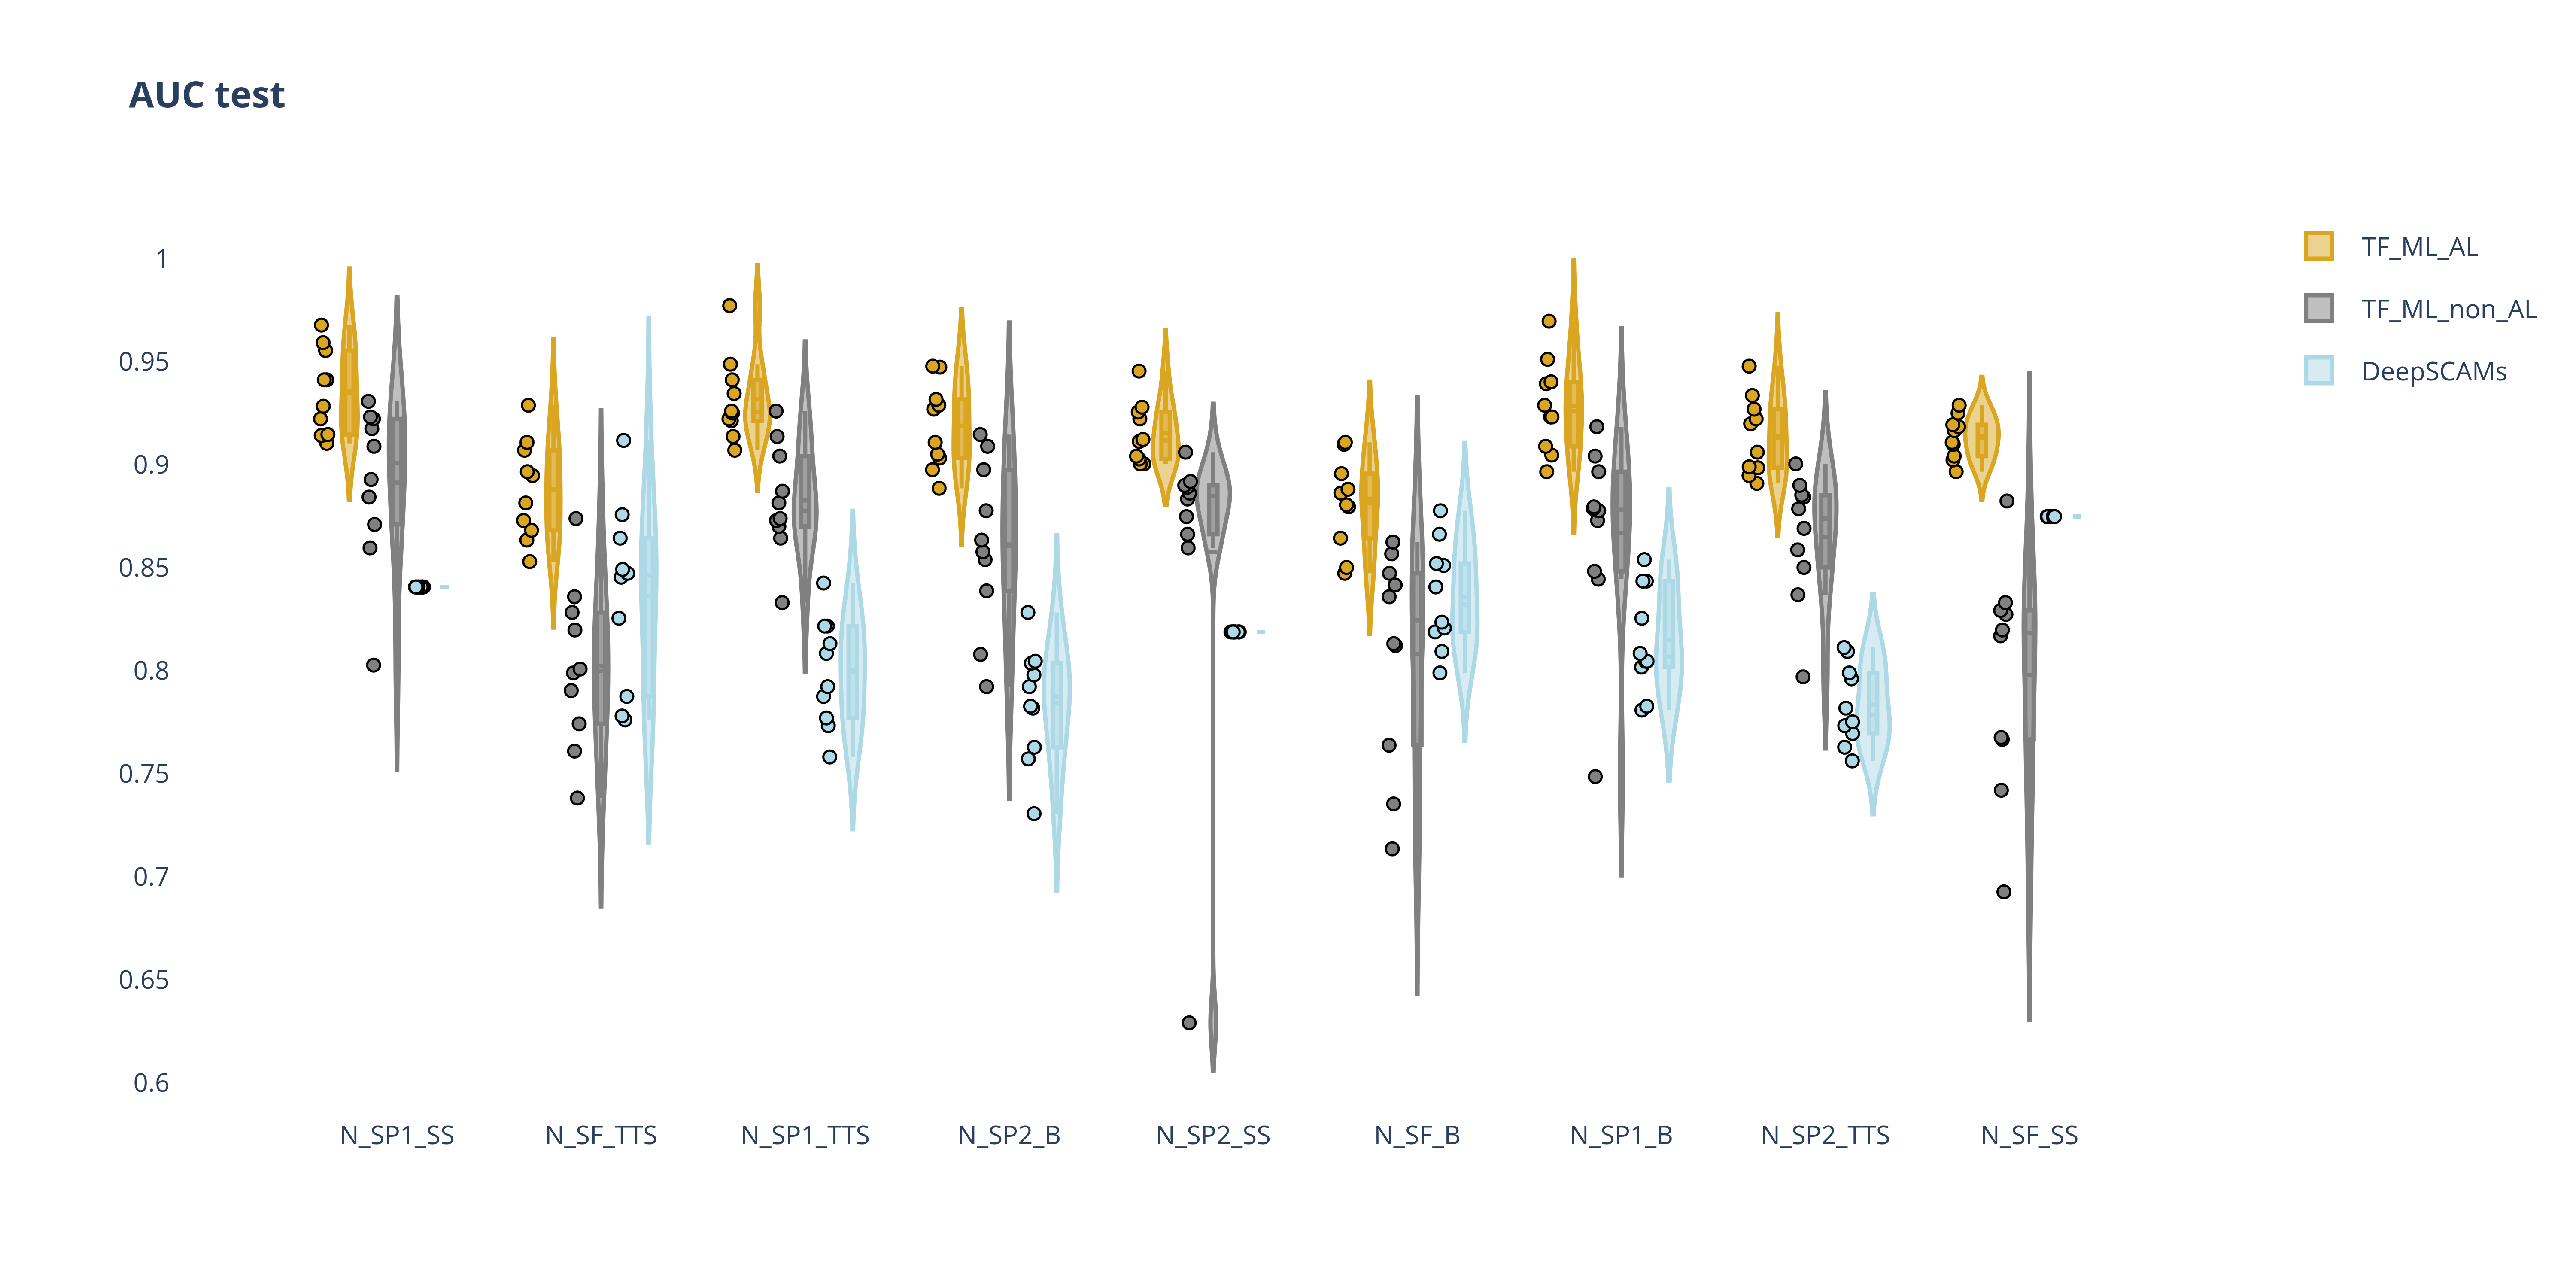 AUC test
TF_ML_AL
TF_ML_non_AL
DeepSCAMs
1
0.95
0.9
0.85
0.8
0.75
0.7
0.65
0.6
N_SP1_SS
N_SF_TTS
N_SP1_TTS
N_SP2_B
N_SP2_SS
N_SF_B
N_SP1_B
N_SP2_TTS
N_SF_SS